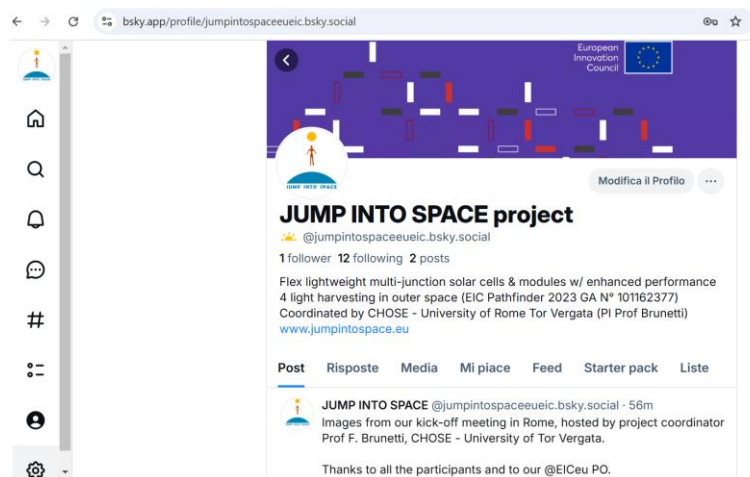 bsky.app/profile/jumpintospaceeueic.bsky.social
European
Innovation
Council
JUMP INTO SPACE
Modifica il Profilo
JUMP INTO SPACE project
@jumpintospaceeueic.bsky.social
1 follower 12 following 2 posts
Flex lightweight multi-junction solar cells & modules w/ enhanced performance
4 light harvesting in outer space (EIC Pathfinder 2023 GA N° 101162377)
Coordinated by CHOSE - University of Rome Tor Vergata (PI Prof Brunetti)
www.jumpintospace.eu
Post Risposte Media Mi piace Feed Starter pack Liste
JUMP INTO SPACE @jumpintospaceeueic.bsky.social · 56m
Images from our kick-off meeting in Rome, hosted by project coordinator
Prof F. Brunetti, CHOSE - University of Tor Vergata.
Thanks to all the participants and to our @EICeu PO.